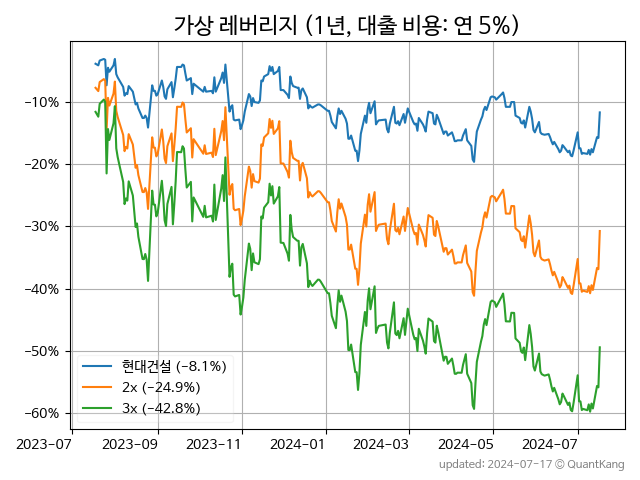 가상 레버리지 (1년, 대출 비용: 연 5%)
−10%
−20%
−30%
−40%
−50%
−60%
현대건설 (−8.1%)
2x (−24.9%)
3x (−42.8%)
2023-07 2023-09 2023-11 2024-01 2024-03 2024-05 2024-07
updated: 2024-07-17 © QuantKang